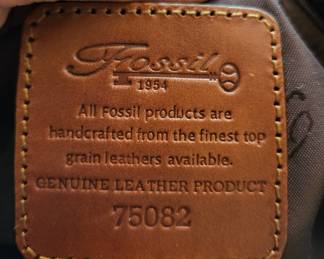 Fossil
1954
All Fossil products are
handcrafted from the finest top
grain leathers available.
GENUINE LEATHER PRODUCT
75082